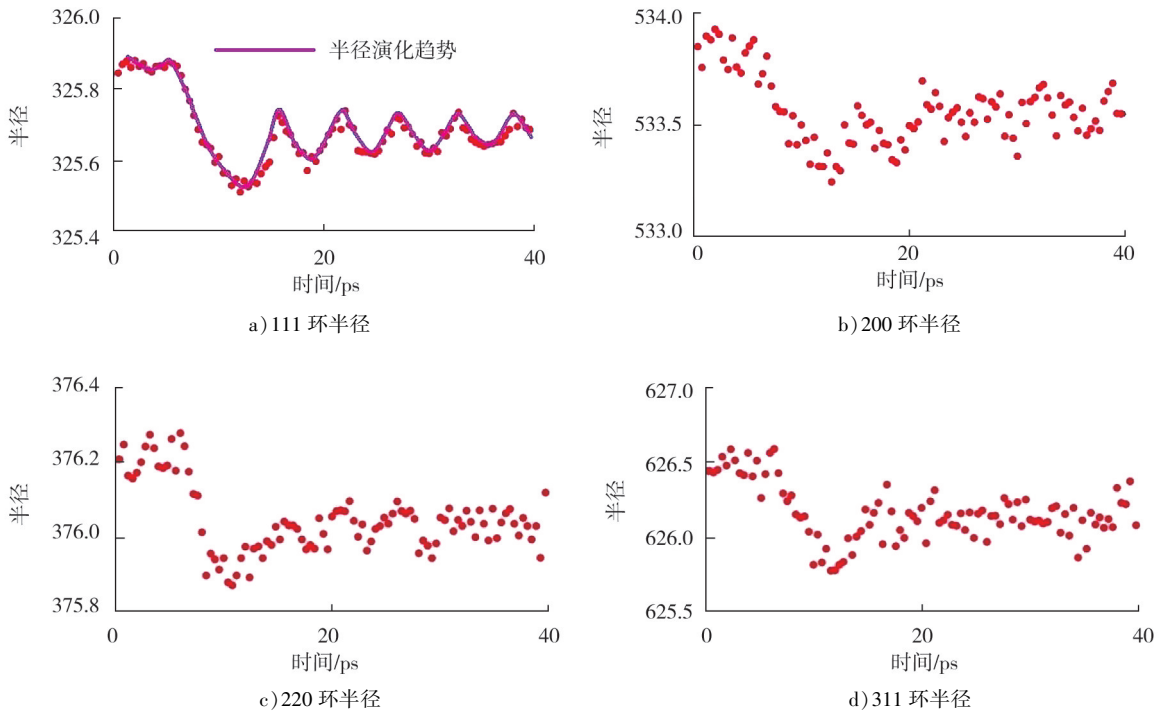 326.0
325.8
325.6
325.4
半径
半径演化趋势
0
20
40
时间/ps
a)111 环半径
534.0
533.5
533.0
半径
0
20
40
时间/ps
b)200 环半径
376.4
376.2
376.0
375.8
半径
0
20
40
时间/ps
c)220 环半径
627.0
626.5
626.0
625.5
半径
0
20
40
时间/ps
d)311 环半径